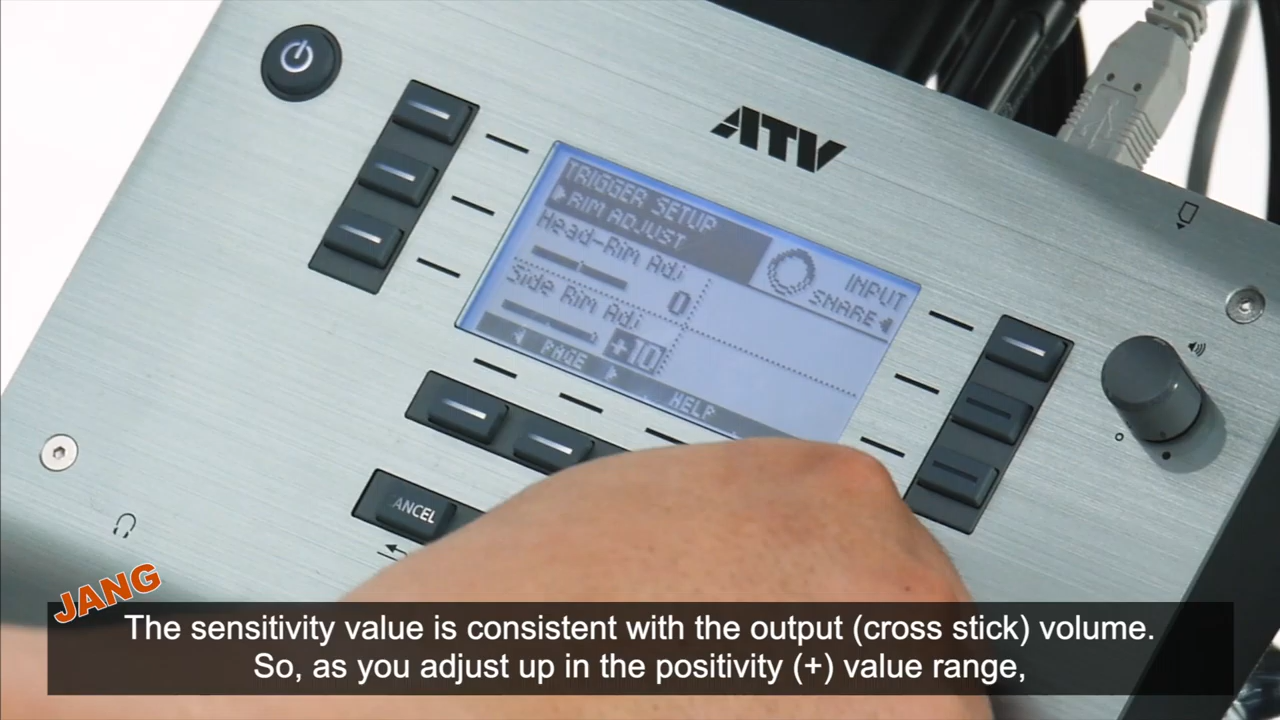 ATV
TRIGGER SETUP
▶RIM ADJUST
INPUT
SNARE◀
Head-Rim Adj
0
Side Rim Adj
+10
◀ PAGE ▶
HELP
ANCEL
JANG
The sensitivity value is consistent with the output (cross stick) volume.
So, as you adjust up in the positivity (+) value range,